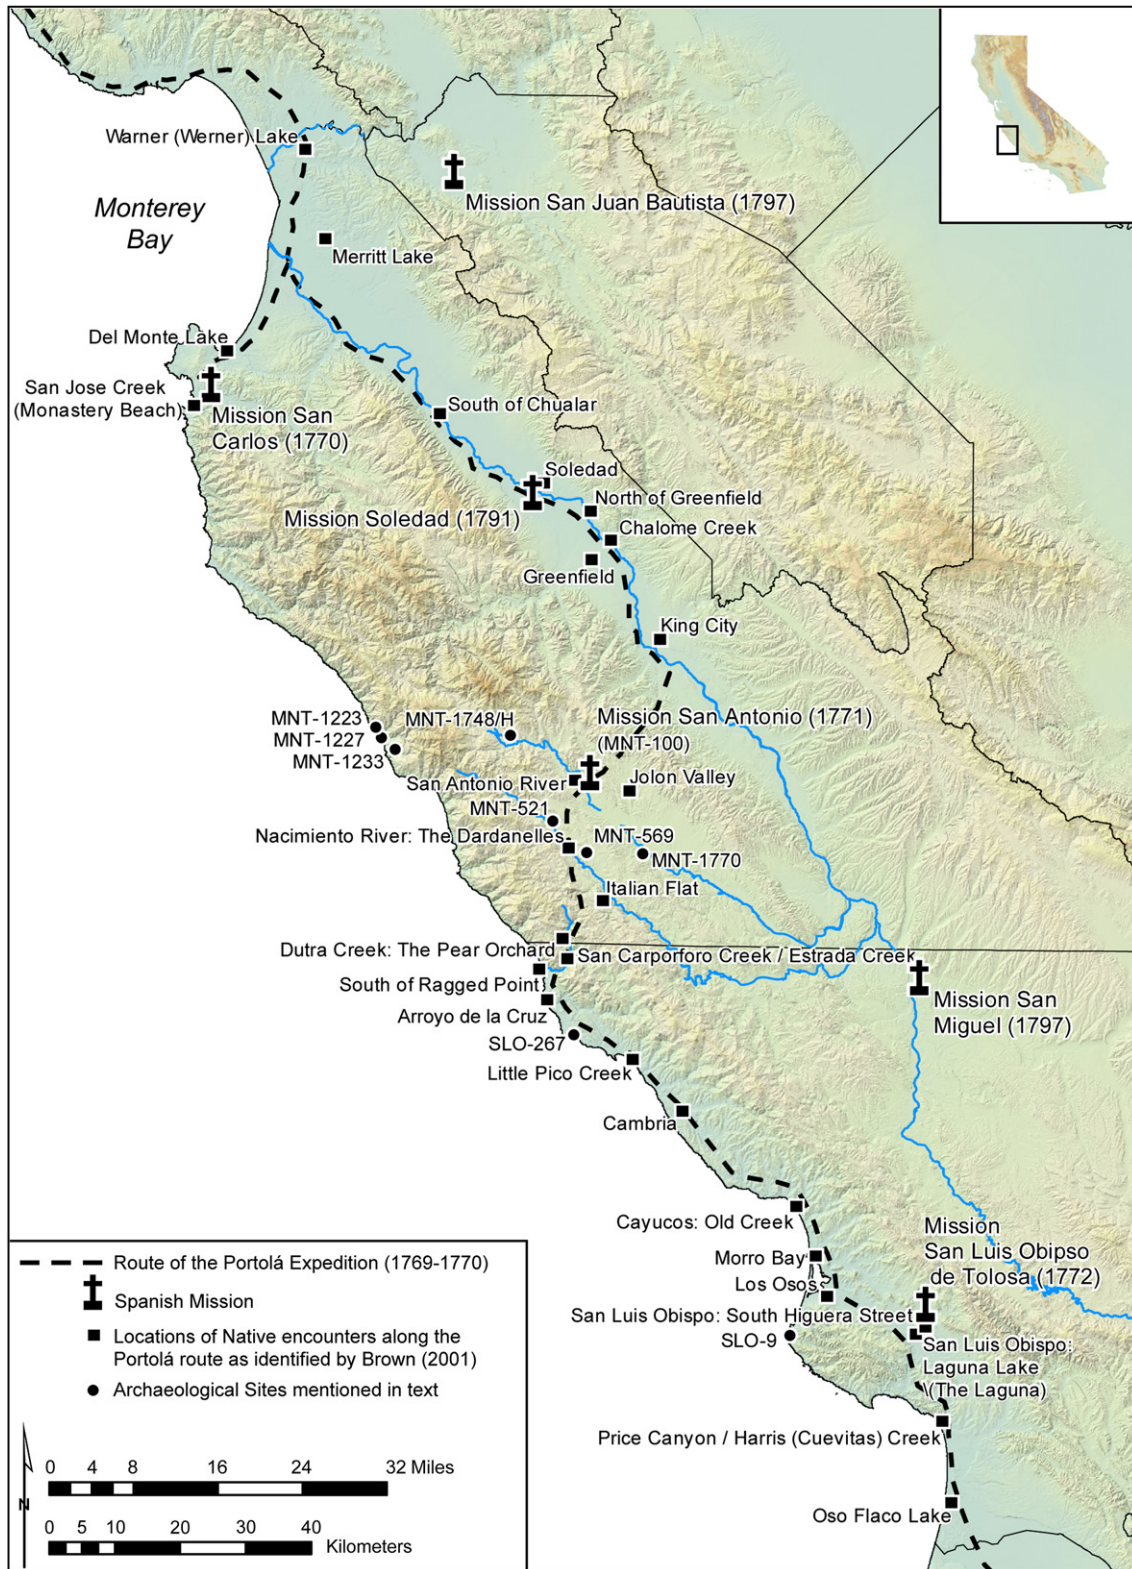 Warner (Werner) Lake
Mission San Juan Bautista (1797)
Monterey
Bay
Merritt Lake
Del Monte Lake
San Jose Creek
(Monastery Beach)
Mission San
Carlos (1770)
South of Chualar
Soledad
Mission Soledad (1791)
North of Greenfield
Chalome Creek
Greenfield
King City
MNT-1223
MNT-1227
MNT-1233
MNT-1748/H
Mission San Antonio (1771)
(MNT-100)
San Antonio River
Jolon Valley
MNT-521
Nacimiento River: The Dardanelles
MNT-569
MNT-1770
Italian Flat
Dutra Creek: The Pear Orchard
San Carporforo Creek / Estrada Creek
South of Ragged Point
Arroyo de la Cruz
Mission San
Miguel (1797)
SLO-267
Little Pico Creek
Cambria
Cayucos: Old Creek
Morro Bay
Los Osos
Mission
San Luis Obipso
de Tolosa (1772)
San Luis Obispo: South Higuera Street
SLO-9
San Luis Obispo:
Laguna Lake
\(The Laguna)
Price Canyon / Harris (Cuevitas) Creek
Oso Flaco Lake
Route of the Portolá Expedition (1769-1770)
Spanish Mission
Locations of Native encounters along the
Portolá route as identified by Brown (2001)
Archaeological Sites mentioned in text
N
0 4 8 16 24 32 Miles
0 5 10 20 30 40
Kilometers